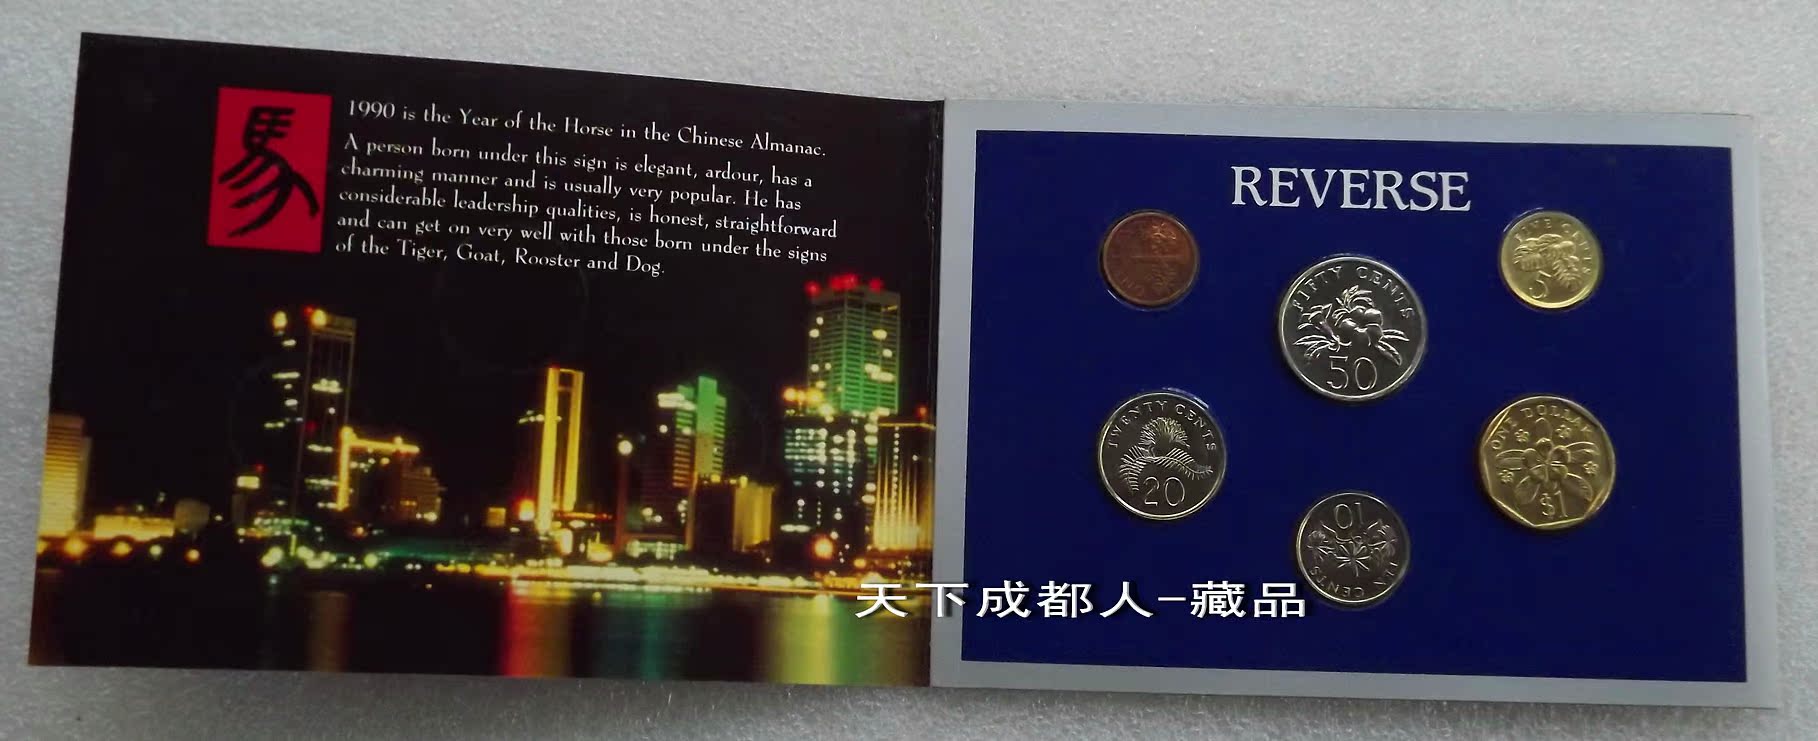 馬
1990 is the Year of the Horse in the Chinese Almanac.
A person born under this sign is elegant, ardour, has a
charming manner and is usually very popular. He has
considerable leadership qualities, is honest, straightforward
and can get on very well with those born under the signs
of the Tiger, Goat, Rooster and Dog.
REVERSE
FIVE CENTS
5
FIFTY CENTS
50
TWENTY CENTS
20
ONE DOLLAR
$1
10
TEN CENTS
天下成都人-藏品